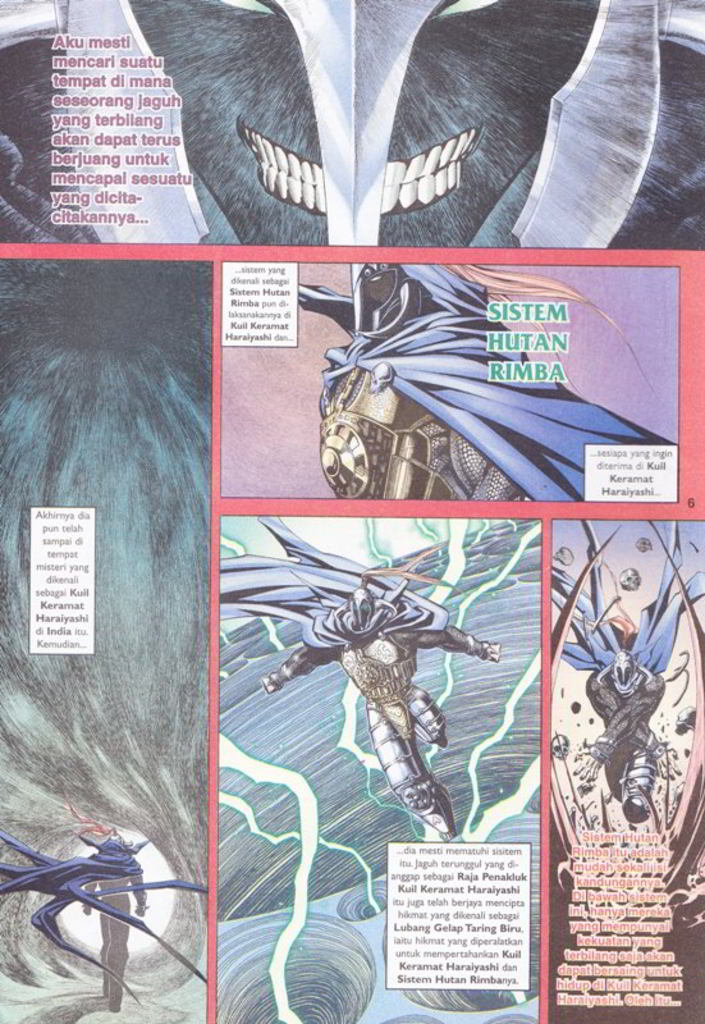 Aku mesti
mencari suatu
tempat di mana
seseorang jaguh
yang terbilang
akan dapat terus
berjuang untuk
mencapai sesuatu
yang dicita-
citakannya...
Akhirnya dia
pun telah
sampai di
tempat
misteri yang
dikenali
sebagai Kuil
Keramat
Haraiyashi
di India itu.
Kemudian...
...sistem yang
dikenali sebagai
Sistem Hutan
Rimba pun di-
laksanakannya di
Kuil Keramat
Haraiyashi dan...
SISTEM
HUTAN
RIMBA
...sesiapa yang ingin
diterima di Kuil
Keramat
Haraiyashi...
6
...dia mesti mematuhi sisitem
itu. Jaguh terunggul yang di-
anggap sebagai Raja Penakluk
Kuil Keramat Haraiyashi
itu juga telah berjaya mencipta
hikmat yang dikenali sebagai
Lubang Gelap Taring Biru,
iaitu hikmat yang diperalatkan
untuk mempertahankan Kuil
Keramat Haraiyashi dan
Sistem Hutan Rimbanya.
Sistem Hutan
Rimba itu adalah
mudah sekali isi
kandungannya.
Di bawah sistem
ini, hanya mereka
yang mempunyai
kekuatan yang
terbilang saja akan
dapat bersaing untuk
hidup di Kuil Keramat
Haraiyashi. Oleh itu...